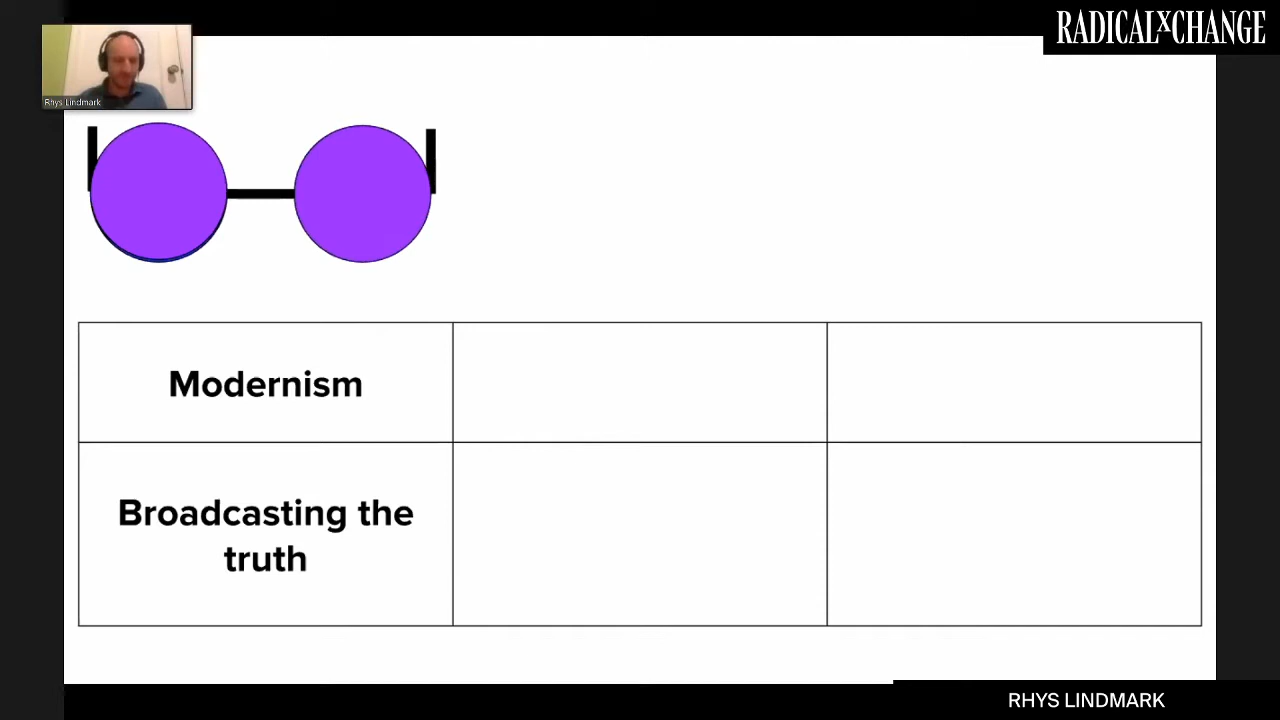 RADICALXCHANGE
Rhys Lindmark
Modernism
Broadcasting the
truth
RHYS LINDMARK